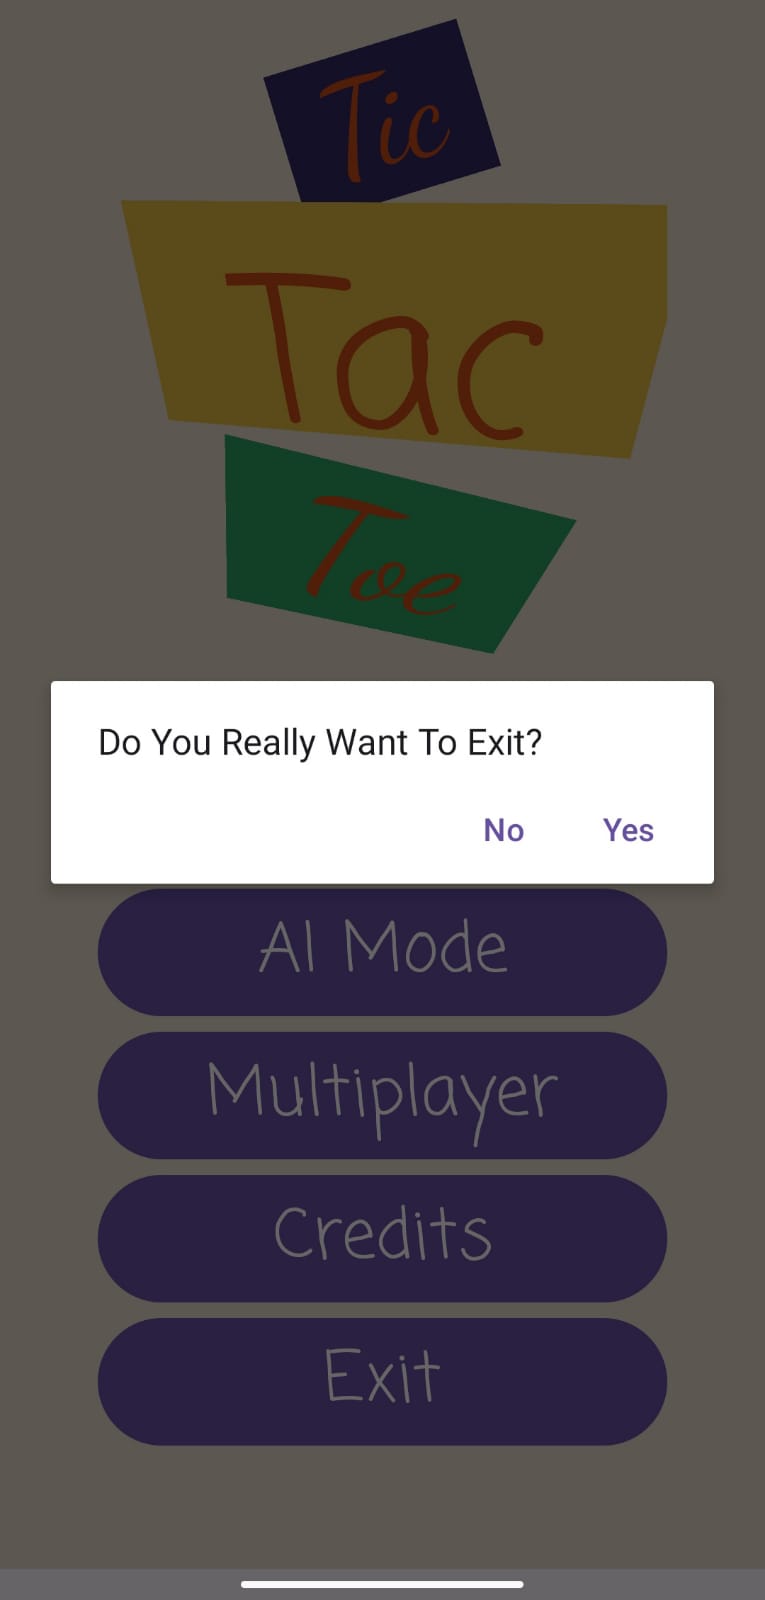 Tic
Tac
Toe
Do You Really Want To Exit?
No Yes
AI Mode
Multiplayer
Credits
Exit